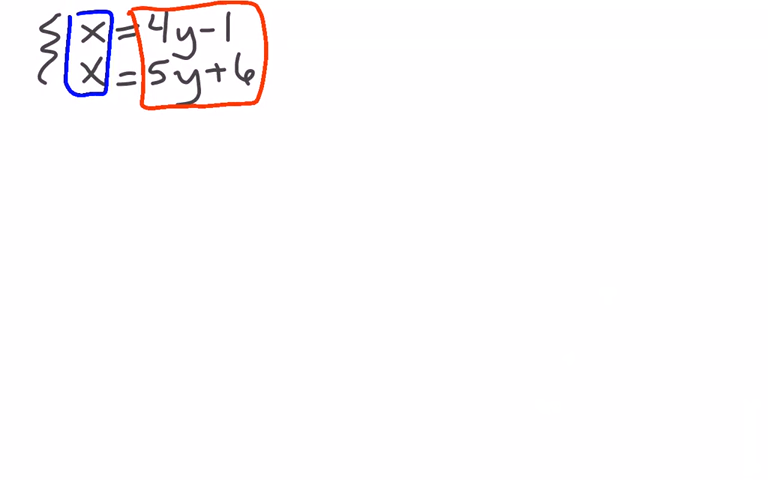 x = 4y - 1
x = 5y + 6